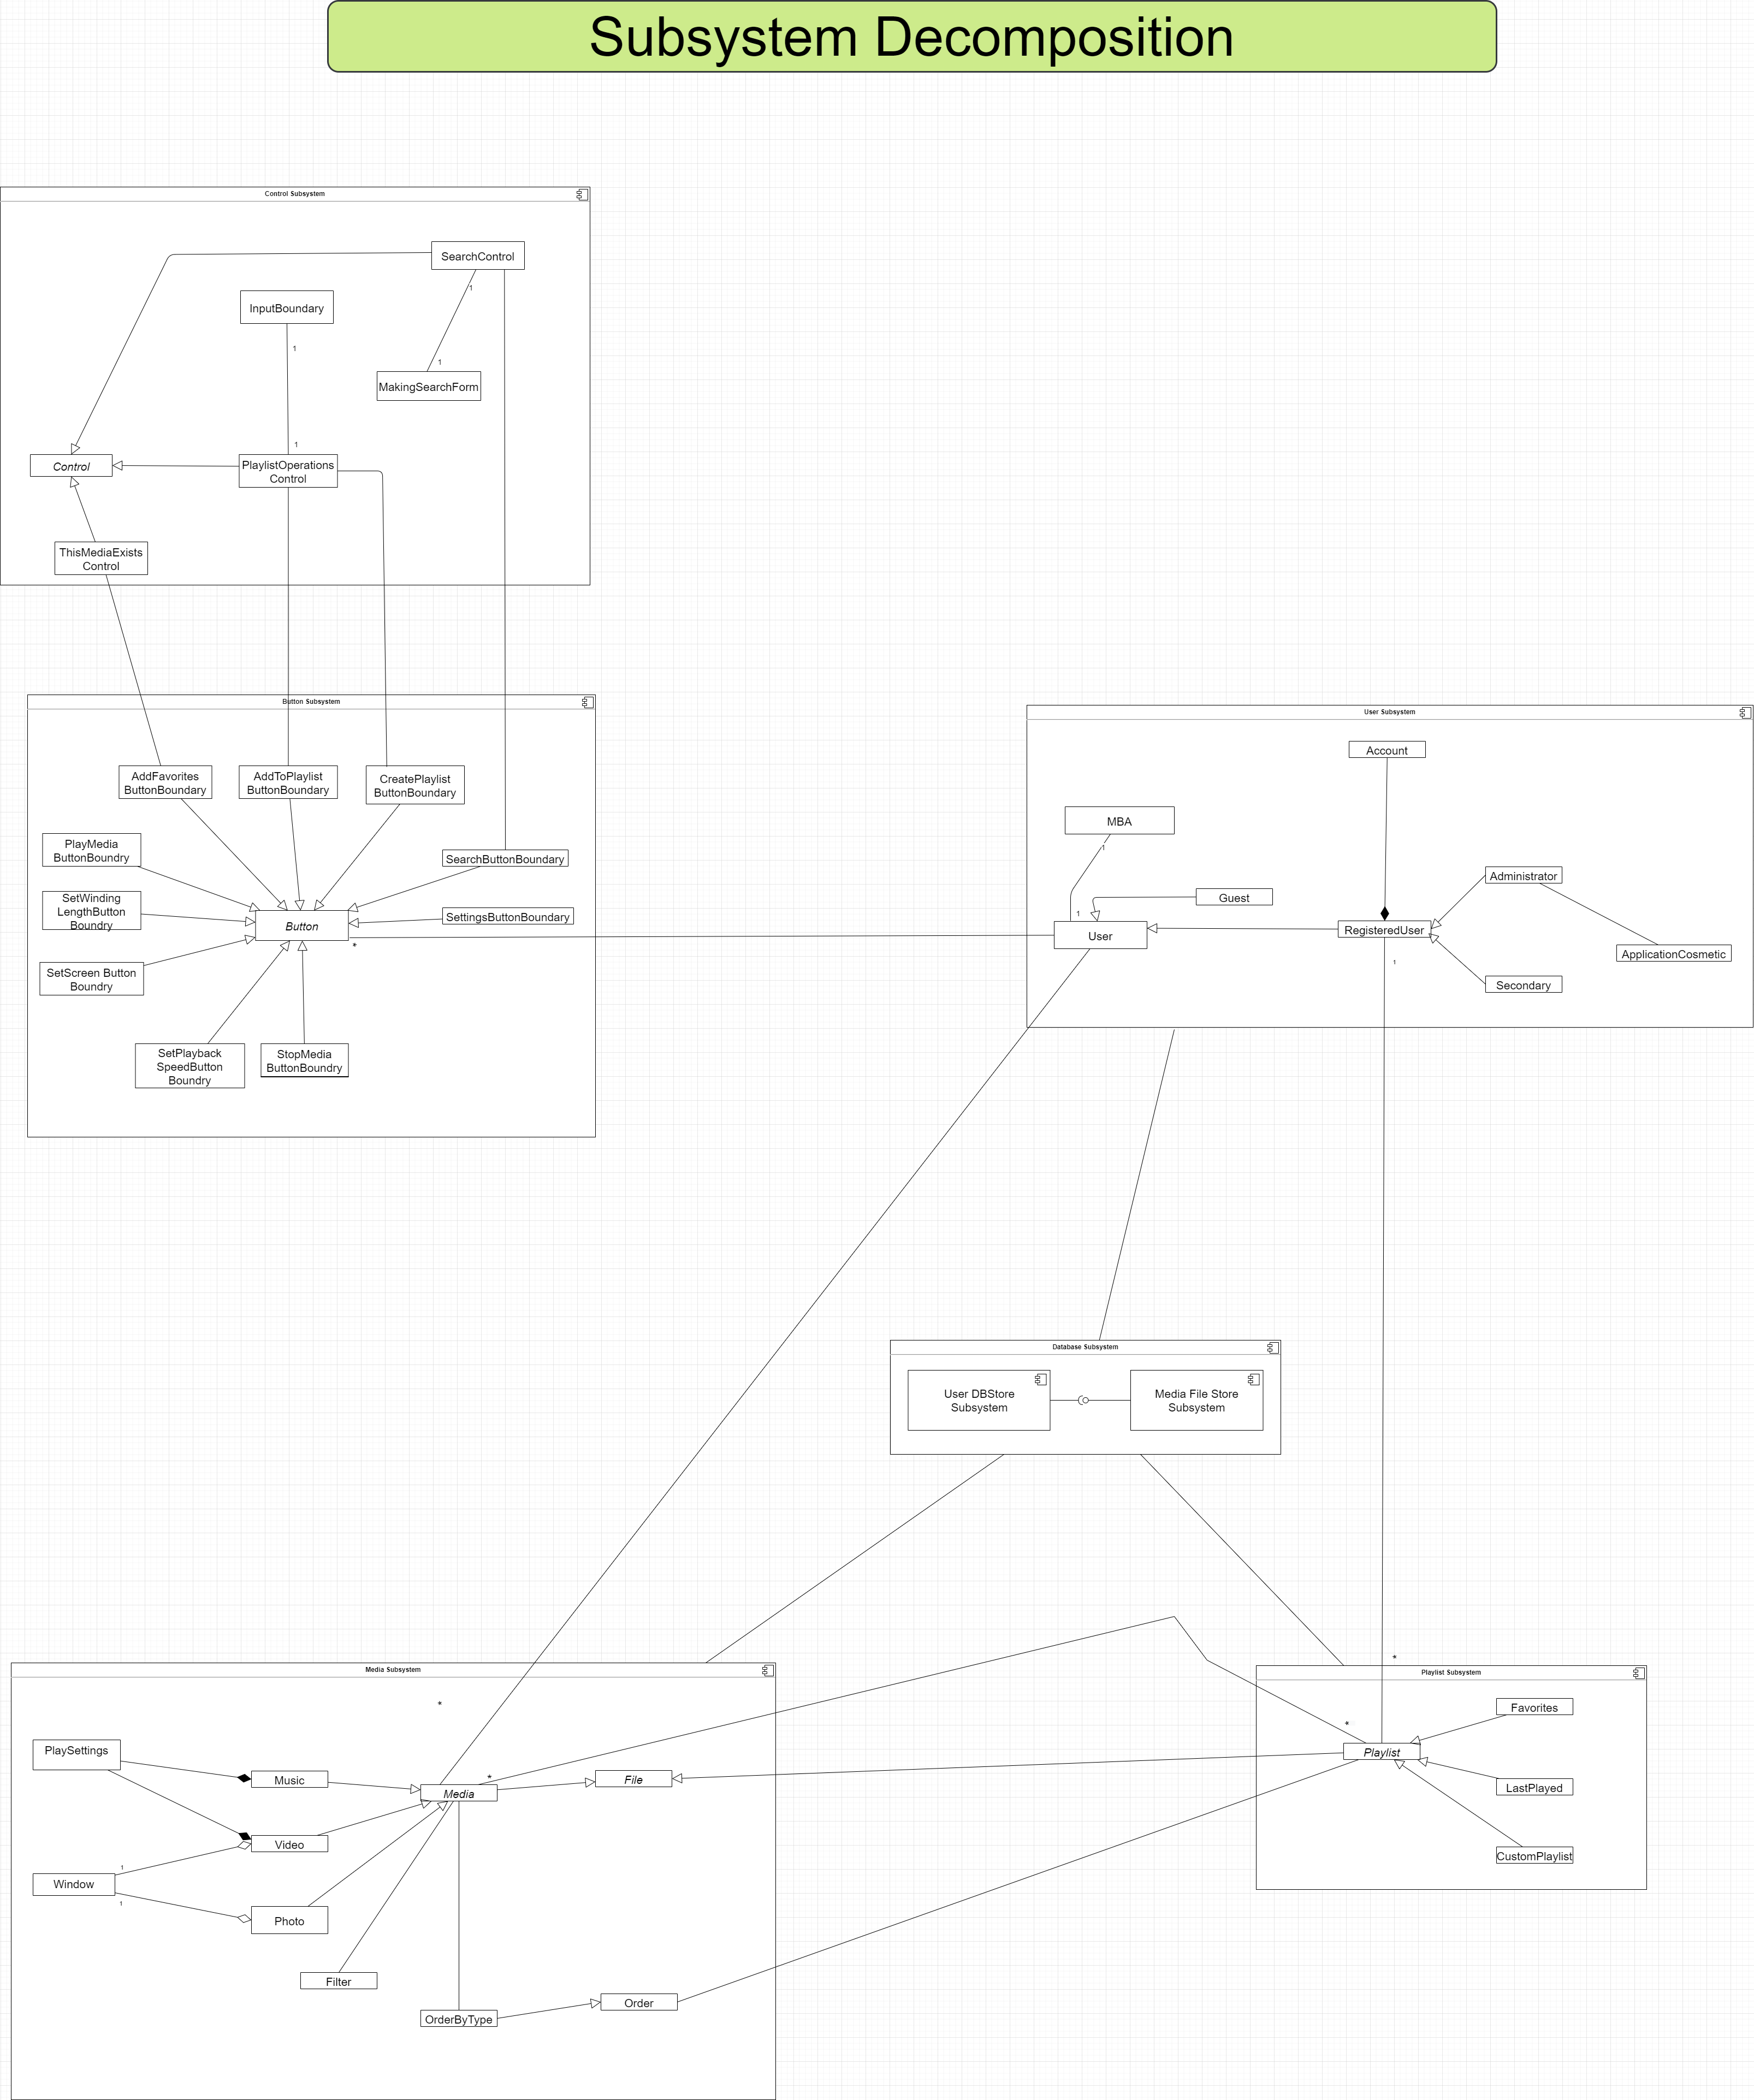 Subsystem Decomposition
Control Subsystem
SearchControl
1
InputBoundary
1
1
MakingSearchForm
1
Control
PlaylistOperations
Control
ThisMediaExists
Control
Button Subsystem
AddFavorites
ButtonBoundary
AddToPlaylist
ButtonBoundary
CreatePlaylist
ButtonBoundary
PlayMedia
ButtonBoundry
SearchButtonBoundary
SetWinding
LengthButton
Boundry
Button
SettingsButtonBoundary
*
SetScreen Button
Boundry
SetPlayback
SpeedButton
Boundry
StopMedia
ButtonBoundry
User Subsystem
Account
MBA
1
Administrator
Guest
1
User
RegisteredUser
ApplicationCosmetic
1
Secondary
Database Subsystem
User DBStore
Subsystem
Media File Store
Subsystem
Media Subsystem
*
PlaySettings
Music
*
Media
File
Video
1
Window
1
Photo
Filter
OrderByType
Order
*
Playlist Subsystem
Favorites
*
Playlist
LastPlayed
CustomPlaylist